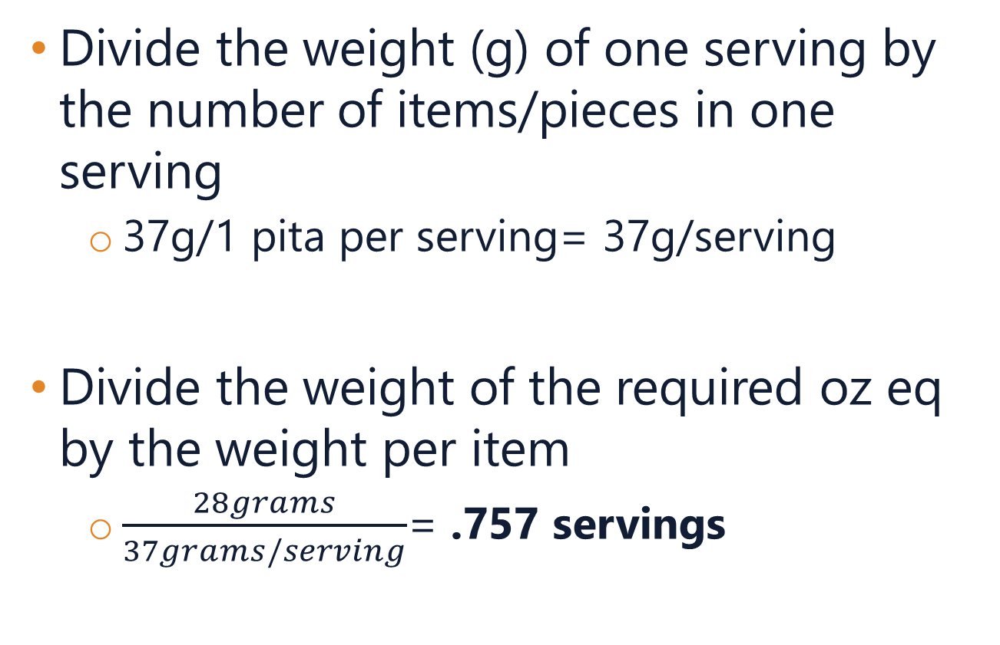 • Divide the weight (g) of one serving by
the number of items/pieces in one
serving
○ 37g/1 pita per serving= 37g/serving
• Divide the weight of the required oz eq
by the weight per item
○ 28grams
37grams/serving
= .757 servings